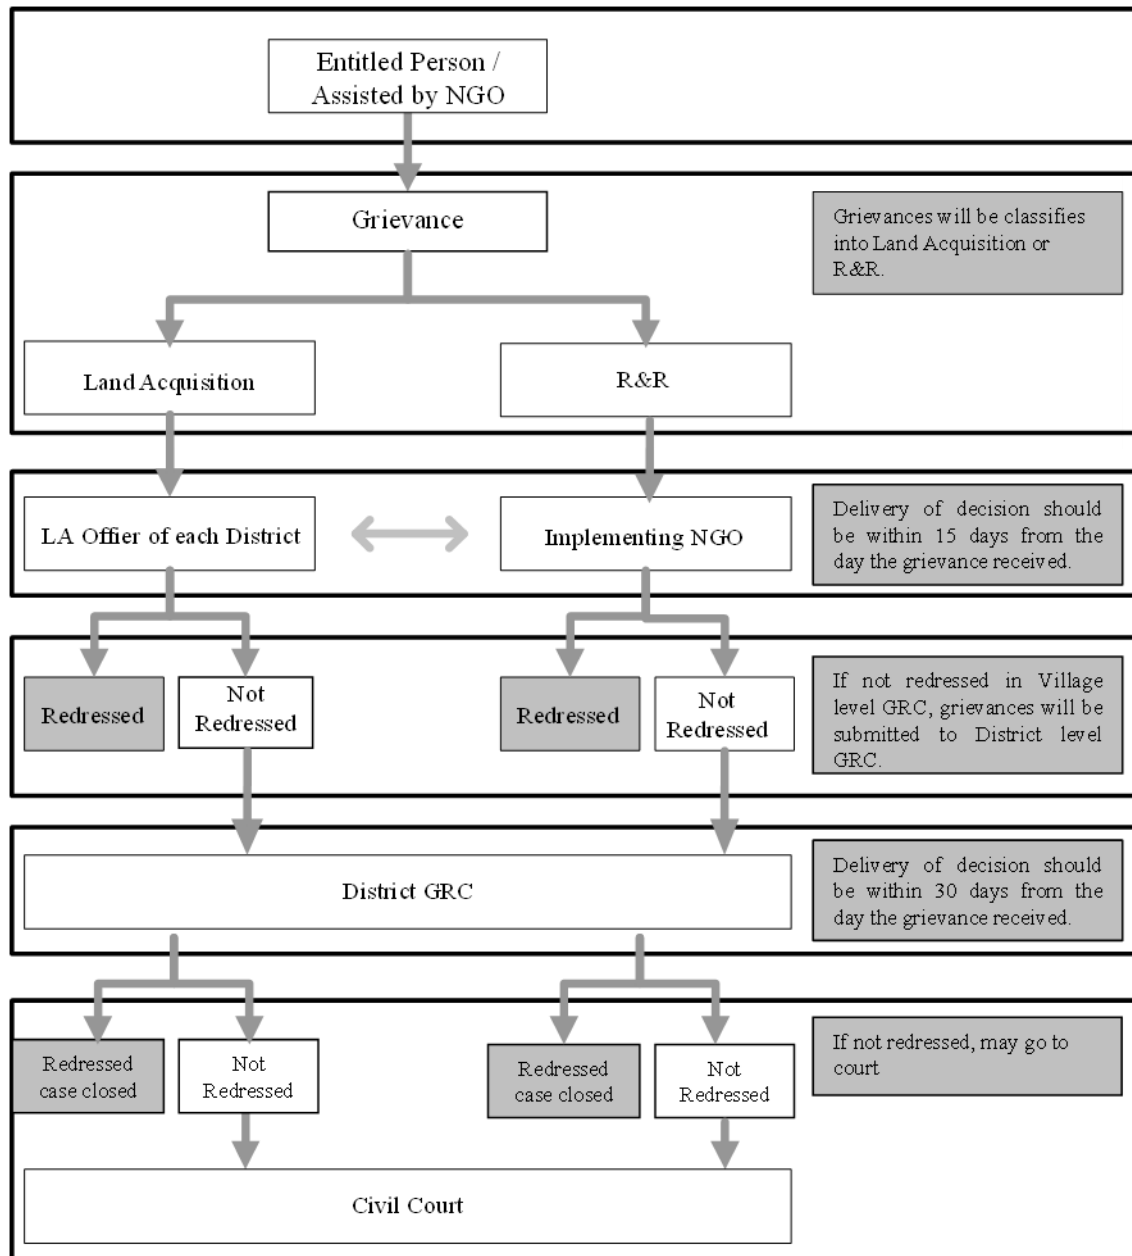 Entitled Person /
Assisted by NGO
Grievance
Grievances will be classifies
into Land Acquisition or
R&R.
Land Acquisition
R&R
LA Offier of each District
Implementing NGO
Delivery of decision should
be within 15 days from the
day the grievance received.
Redressed
Not
Redressed
Redressed
Not
Redressed
If not redressed in Village
level GRC, grievances will be
submitted to District level
GRC.
District GRC
Delivery of decision should
be within 30 days from the
day the grievance received.
Redressed
case closed
Not
Redressed
Redressed
case closed
Not
Redressed
If not redressed, may go to
court
Civil Court